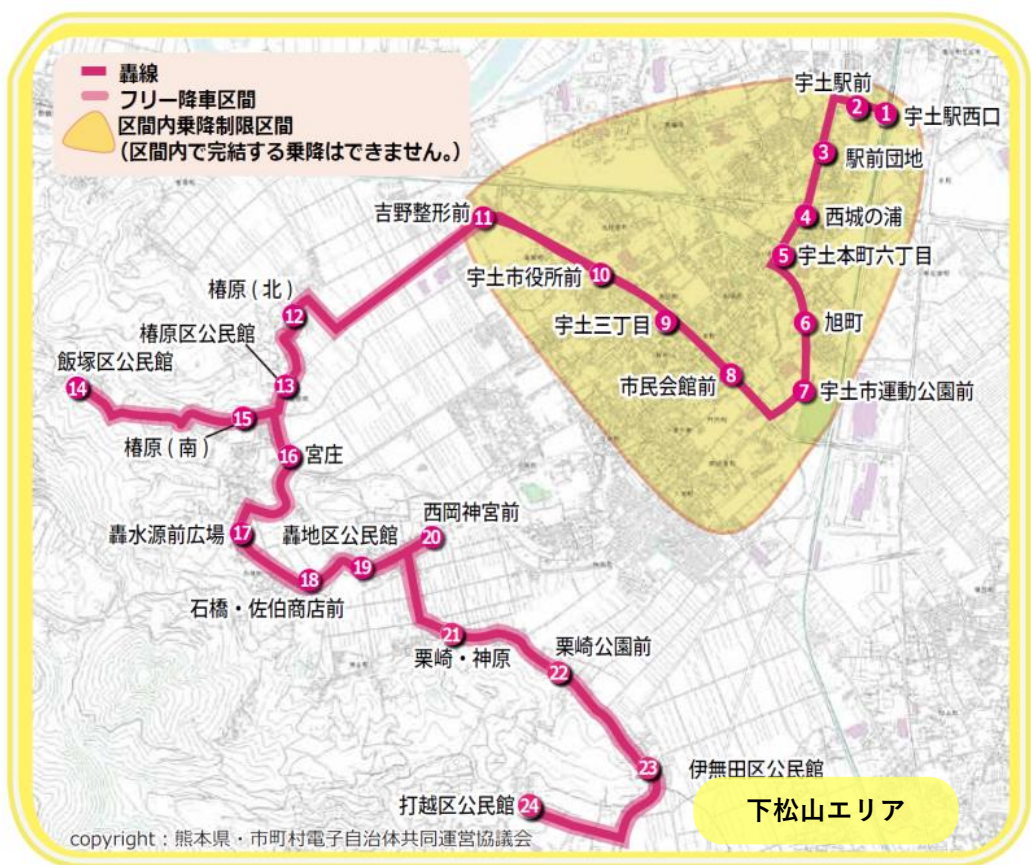 轟線
フリー降車区間
区間内乗降制限区間
（区間内で完結する乗降はできません。）
宇土駅前
2
1
宇土駅西口
3
駅前団地
4
西城の浦
5
宇土本町六丁目
6
旭町
7
宇土市運動公園前
8
市民会館前
9
宇土三丁目
10
宇土市役所前
11
吉野整形前
椿原(北)
12
椿原区公民館
13
飯塚区公民館
14
15
椿原(南)
16
宮庄
轟水源前広場
17
18
石橋・佐伯商店前
轟地区公民館
19
西岡神宮前
20
21
栗崎・神原
栗崎公園前
22
23
伊無田区公民館
打越区公民館
24
下松山エリア
copyright：熊本県・市町村電子自治体共同運営協議会